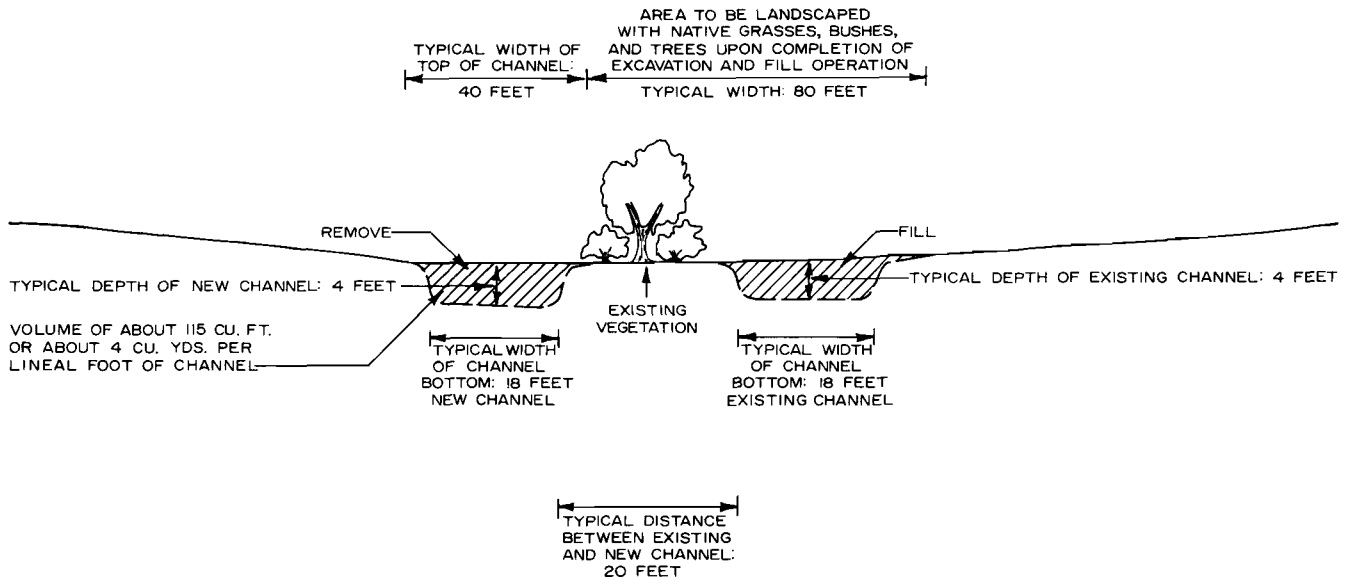 AREA TO BE LANDSCAPED
WITH NATIVE GRASSES, BUSHES,
AND TREES UPON COMPLETION OF
EXCAVATION AND FILL OPERATION
TYPICAL WIDTH: 80 FEET
TYPICAL WIDTH OF
TOP OF CHANNEL:
40 FEET
REMOVE
FILL
TYPICAL DEPTH OF NEW CHANNEL: 4 FEET
TYPICAL DEPTH OF EXISTING CHANNEL: 4 FEET
VOLUME OF ABOUT 115 CU. FT.
OR ABOUT 4 CU. YDS. PER
LINEAL FOOT OF CHANNEL
EXISTING
VEGETATION
TYPICAL WIDTH
OF CHANNEL
BOTTOM: 18 FEET
NEW CHANNEL
TYPICAL WIDTH
OF CHANNEL
BOTTOM: 18 FEET
EXISTING CHANNEL
TYPICAL DISTANCE
BETWEEN EXISTING
AND NEW CHANNEL:
20 FEET